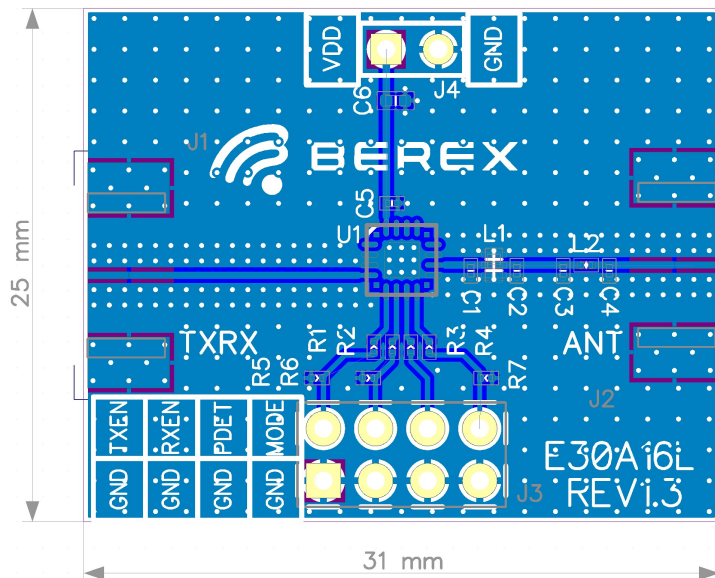 VDD
GND
C6
J4
J1
BEREX
C5
U1
L1
L2
C1
C2
C3
C4
25 mm
TXRX
R1
R2
R3
R4
ANT
R5
R6
R7
J2
TXEN
RXEN
PDET
MODE
GND
GND
GND
GND
J3
E30A16L
REV1.3
31 mm